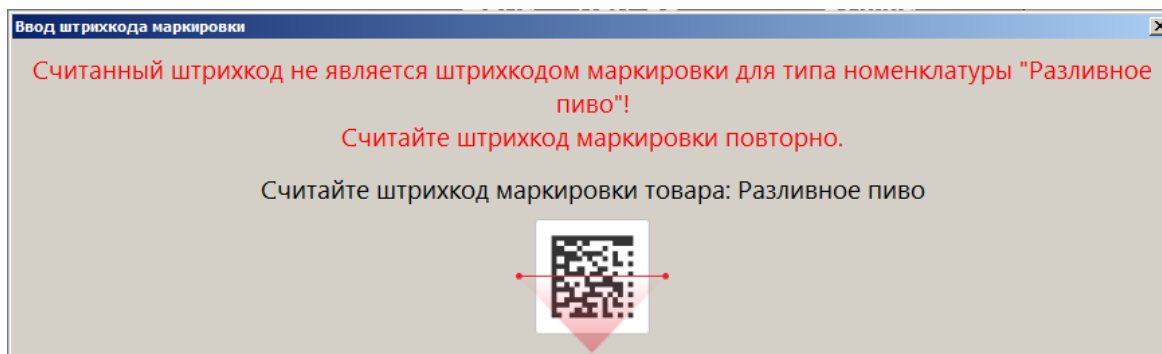 Ввод штрихкода маркировки
Считанный штрихкод не является штрихкодом маркировки для типа номенклатуры "Разливное
пиво"!
Считайте штрихкод маркировки повторно.
Считайте штрихкод маркировки товара: Разливное пиво